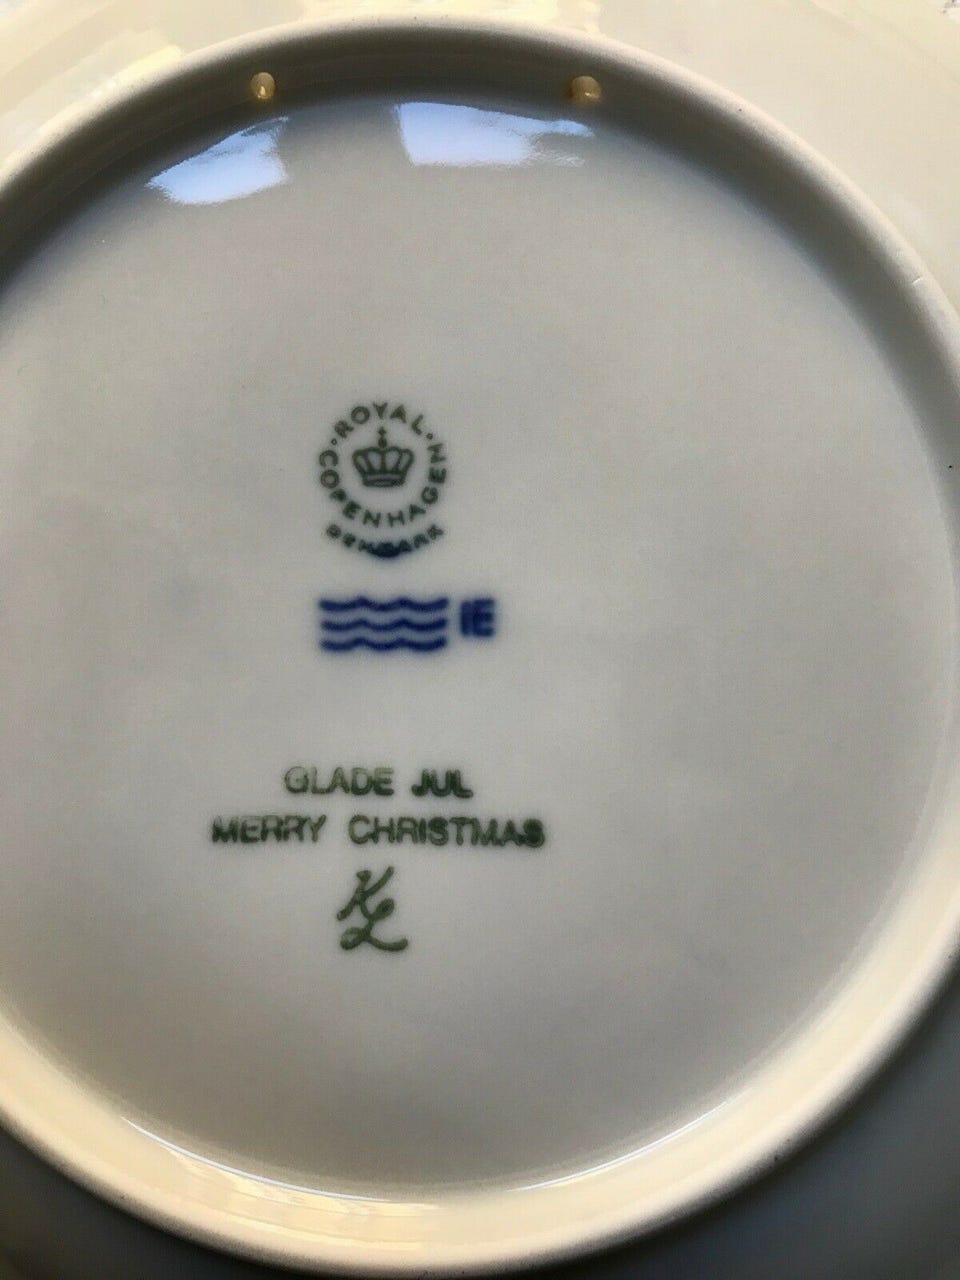 ROYAL
COPENHAGEN
DENMARK
IE
GLADE JUL
MERRY CHRISTMAS
KL